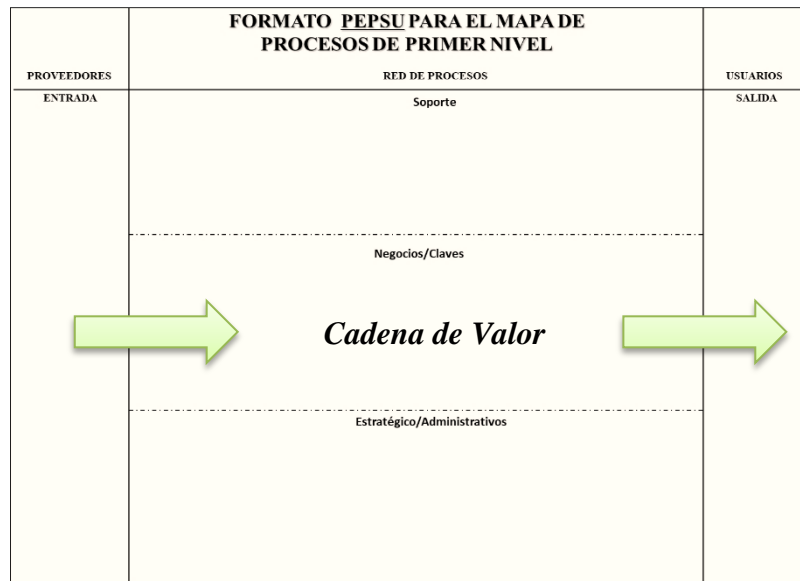 FORMATO PEPSU PARA EL MAPA DE
PROCESOS DE PRIMER NIVEL
PROVEEDORES
RED DE PROCESOS
USUARIOS
ENTRADA
Soporte
SALIDA
Negocios/Claves
Cadena de Valor
Estratégico/Administrativos